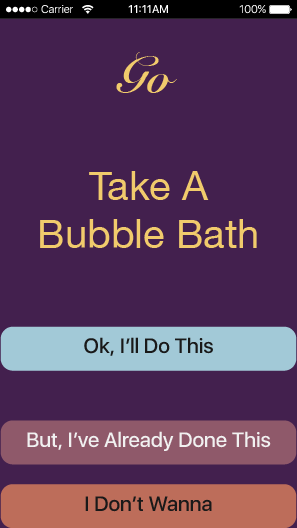 Carrier 11:11AM 100%
Go
Take A
Bubble Bath
Ok, I'll Do This
But, I've Already Done This
I Don't Wanna